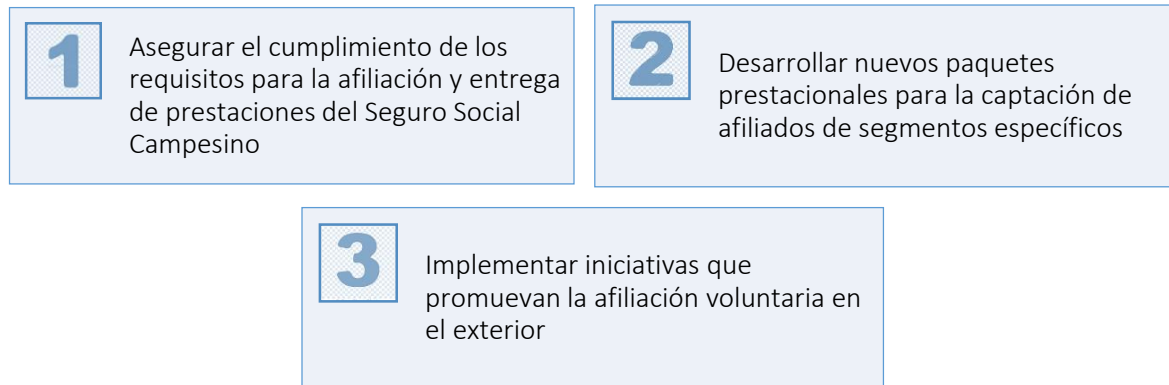 1
Asegurar el cumplimiento de los
requisitos para la afiliación y entrega
de prestaciones del Seguro Social
Campesino
2
Desarrollar nuevos paquetes
prestacionales para la captación de
afiliados de segmentos específicos
3
Implementar iniciativas que
promuevan la afiliación voluntaria en
el exterior